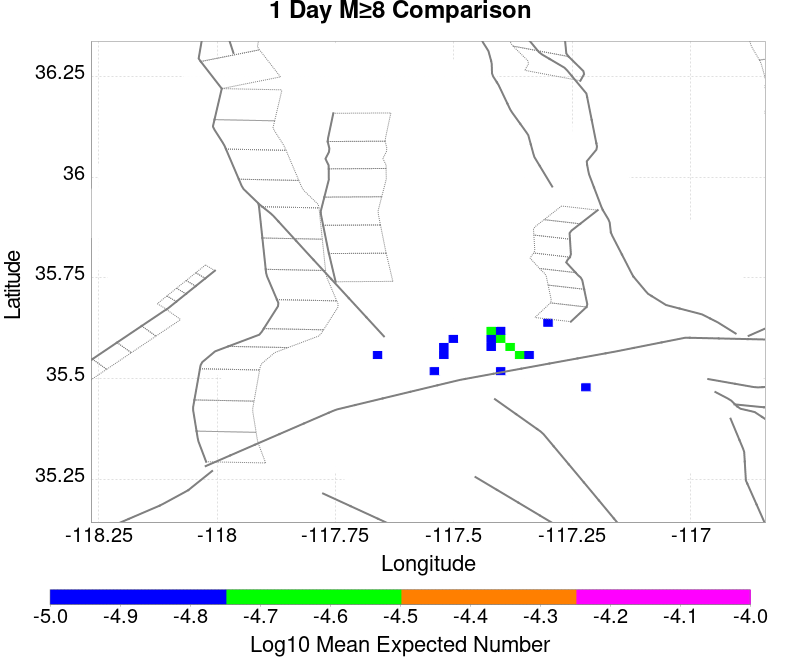 1 Day M≥8 Comparison
36.25
36
35.75
35.5
35.25
Latitude
-118.25 -118 -117.75 -117.5 -117.25 -117
Longitude
-5.0 -4.9 -4.8 -4.7 -4.6 -4.5 -4.4 -4.3 -4.2 -4.1 -4.0
Log10 Mean Expected Number